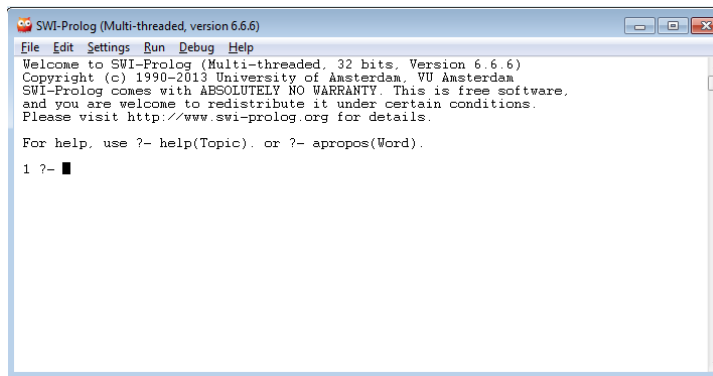 SWI-Prolog (Multi-threaded, version 6.6.6)
File Edit Settings Run Debug Help
Welcome to SWI-Prolog (Multi-threaded, 32 bits, Version 6.6.6)
Copyright (c) 1990-2013 University of Amsterdam, VU Amsterdam
SWI-Prolog comes with ABSOLUTELY NO WARRANTY. This is free software,
and you are welcome to redistribute it under certain conditions.
Please visit http://www.swi-prolog.org for details.
For help, use ?- help(Topic). or ?- apropos(Word).
1 ?-